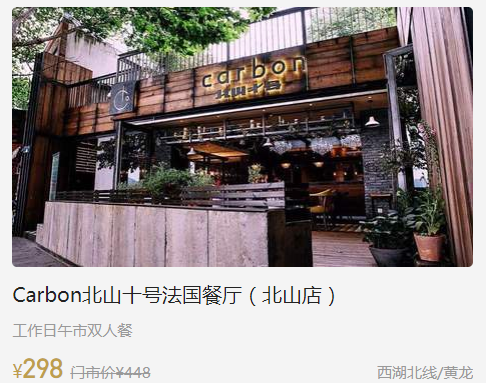 carbon
北山十号
Carbon北山十号法国餐厅（北山店）
工作日午市双人餐
¥298 门市价¥448
西湖北线/黄龙